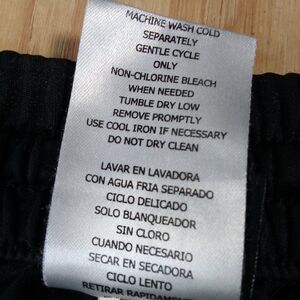 MACHINE WASH COLD
SEPARATELY
GENTLE CYCLE
ONLY
NON-CHLORINE BLEACH
WHEN NEEDED
TUMBLE DRY LOW
REMOVE PROMPTLY
USE COOL IRON IF NECESSARY
DO NOT DRY CLEAN
LAVAR EN LAVADORA
CON AGUA FRIA SEPARADO
CICLO DELICADO
SOLO BLANQUEADOR
SIN CLORO
CUANDO NECESARIO
SECAR EN SECADORA
CICLO LENTO
RETIRAR RAPIDAMENTE